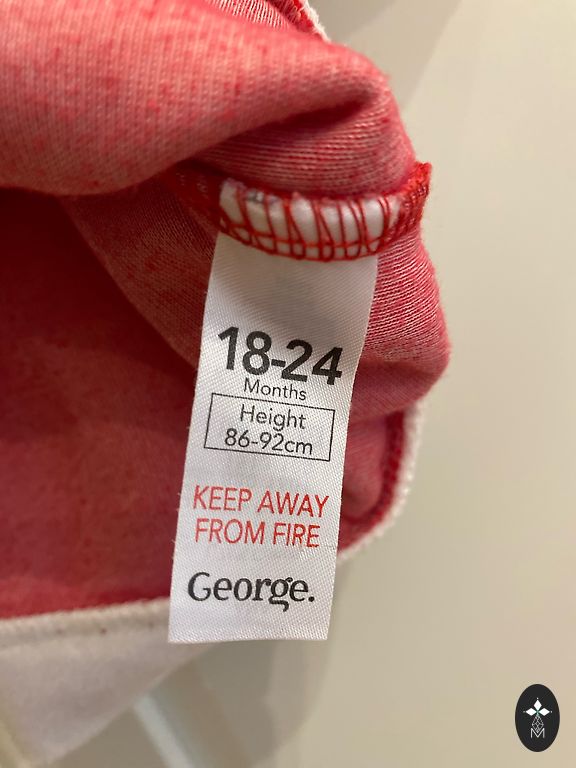 18-24
Months
Height
86-92cm
KEEP AWAY
FROM FIRE
George.